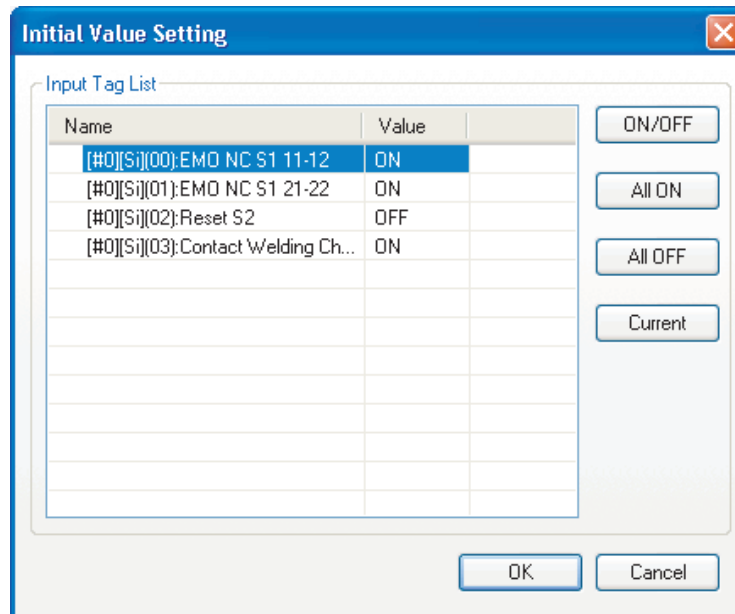 Initial Value Setting
Input Tag List
Name Value
[#0][Si](00):EMO NC S1 11-12 ON
[#0][Si](01):EMO NC S1 21-22 ON
[#0][Si](02):Reset S2 OFF
[#0][Si](03):Contact Welding Ch... ON
ON/OFF
All ON
All OFF
Current
OK Cancel